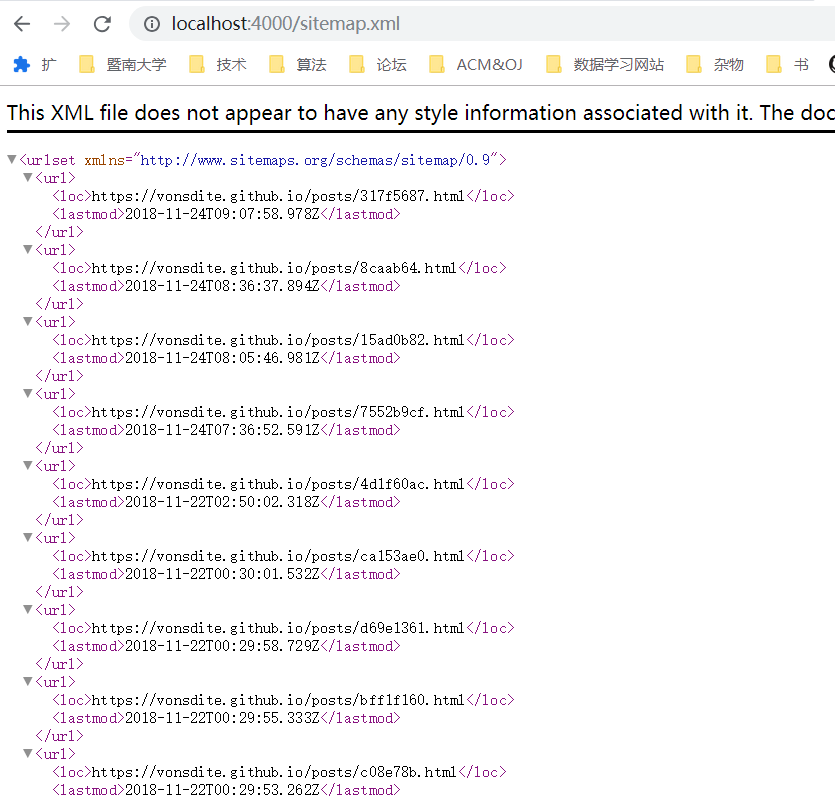 localhost:4000/sitemap.xml
扩 暨南大学 技术 算法 论坛 ACM&OJ 数据学习网站 杂物 书
This XML file does not appear to have any style information associated with it. The doc
<urlset xmlns="http://www.sitemaps.org/schemas/sitemap/0.9">
<url>
<loc>https://vonsdite.github.io/posts/317f5687.html</loc>
<lastmod>2018-11-24T09:07:58.978Z</lastmod>
</url>
<url>
<loc>https://vonsdite.github.io/posts/8caab64.html</loc>
<lastmod>2018-11-24T08:36:37.894Z</lastmod>
</url>
<url>
<loc>https://vonsdite.github.io/posts/15ad0b82.html</loc>
<lastmod>2018-11-24T08:05:46.981Z</lastmod>
</url>
<url>
<loc>https://vonsdite.github.io/posts/7552b9cf.html</loc>
<lastmod>2018-11-24T07:36:52.591Z</lastmod>
</url>
<url>
<loc>https://vonsdite.github.io/posts/4d1f60ac.html</loc>
<lastmod>2018-11-22T02:50:02.318Z</lastmod>
</url>
<url>
<loc>https://vonsdite.github.io/posts/ca153ae0.html</loc>
<lastmod>2018-11-22T00:30:01.532Z</lastmod>
</url>
<url>
<loc>https://vonsdite.github.io/posts/d69e1361.html</loc>
<lastmod>2018-11-22T00:29:58.729Z</lastmod>
</url>
<url>
<loc>https://vonsdite.github.io/posts/bff1f160.html</loc>
<lastmod>2018-11-22T00:29:55.333Z</lastmod>
</url>
<url>
<loc>https://vonsdite.github.io/posts/c08e78b.html</loc>
<lastmod>2018-11-22T00:29:53.262Z</lastmod>